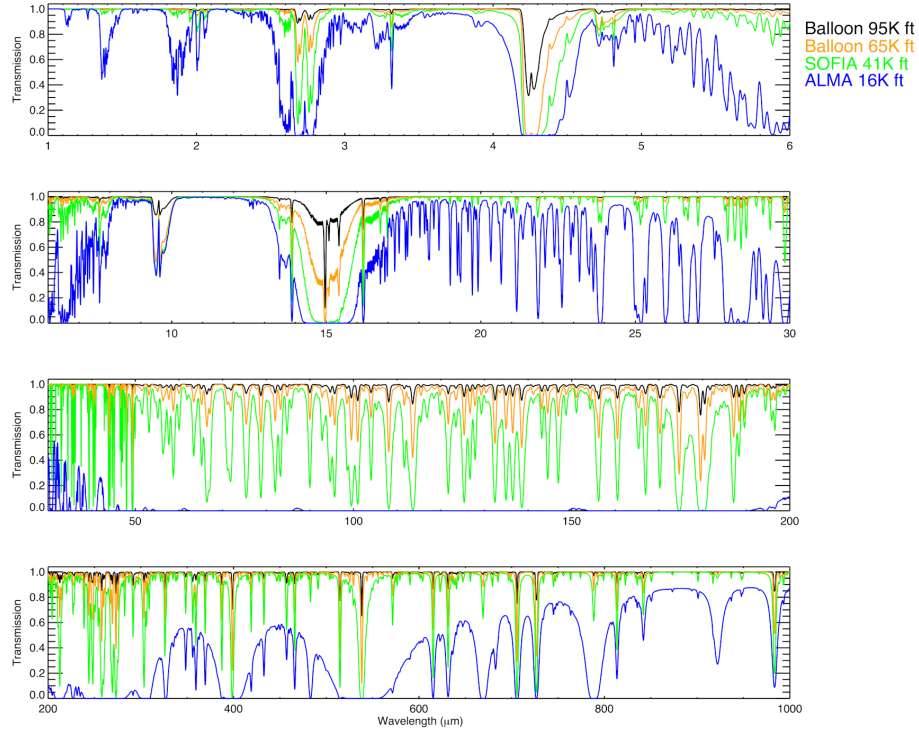 Balloon 95K ft
Balloon 65K ft
SOFIA 41K ft
ALMA 16K ft
Transmission
1.0
0.8
0.6
0.4
0.2
0.0
1 2 3 4 5 6
Transmission
1.0
0.8
0.6
0.4
0.2
0.0
10 15 20 25 30
Transmission
1.0
0.8
0.6
0.4
0.2
0.0
50 100 150 200
Transmission
1.0
0.8
0.6
0.4
0.2
0.0
200 400 600 800 1000
Wavelength (μm)